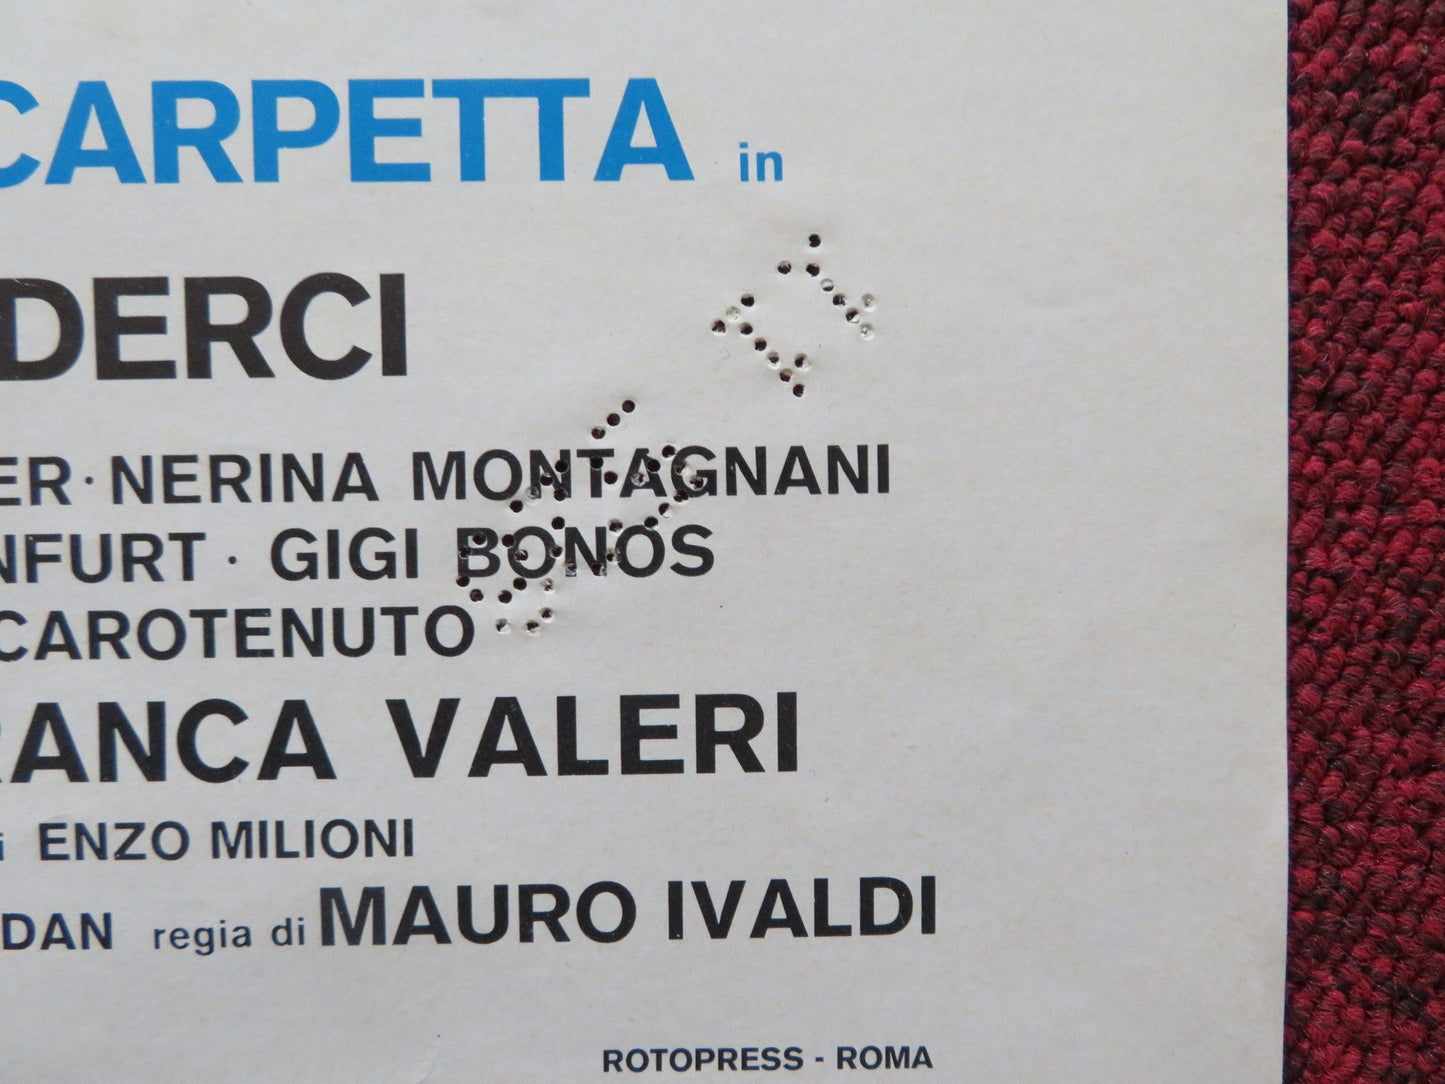 CARPETTA in
DERCI
ER · NERINA MONTAGNANI
NFURT · GIGI BONOS
CAROTENUTO
RANCA VALERI
i ENZO MILIONI
DAN regia di MAURO IVALDI
ROTOPRESS - ROMA